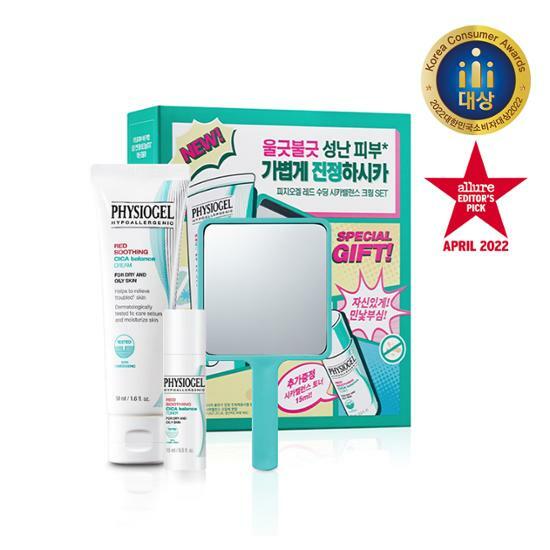 Korea Consumer Awards
대상
2022대한민국소비자대상2022
allure
EDITOR'S
PICK
APRIL 2022
NEW!
울긋불긋 성난 피부*
가볍게 진정하시카
피지오겔 레드 수딩 시카밸런스 크림 SET
PHYSIOGEL
SPECIAL
GIFT!
자신있게!
민낯부심!
추가증정
시카밸런스 토너
15ml!
PHYSIOGEL
HYPOALLERGENIC
RED
SOOTHING
CICA balance
CREAM
FOR DRY AND
OILY SKIN
Helps to relieve
troubled* skin
Dermatologically
tested to care sebum
and moisturize skin
TESTED
50 ml / 1.6 fl. oz.
PHYSIOGEL
HYPOALLERGENIC
RED
SOOTHING
CICA balance
TONER
FOR DRY AND
OILY SKIN